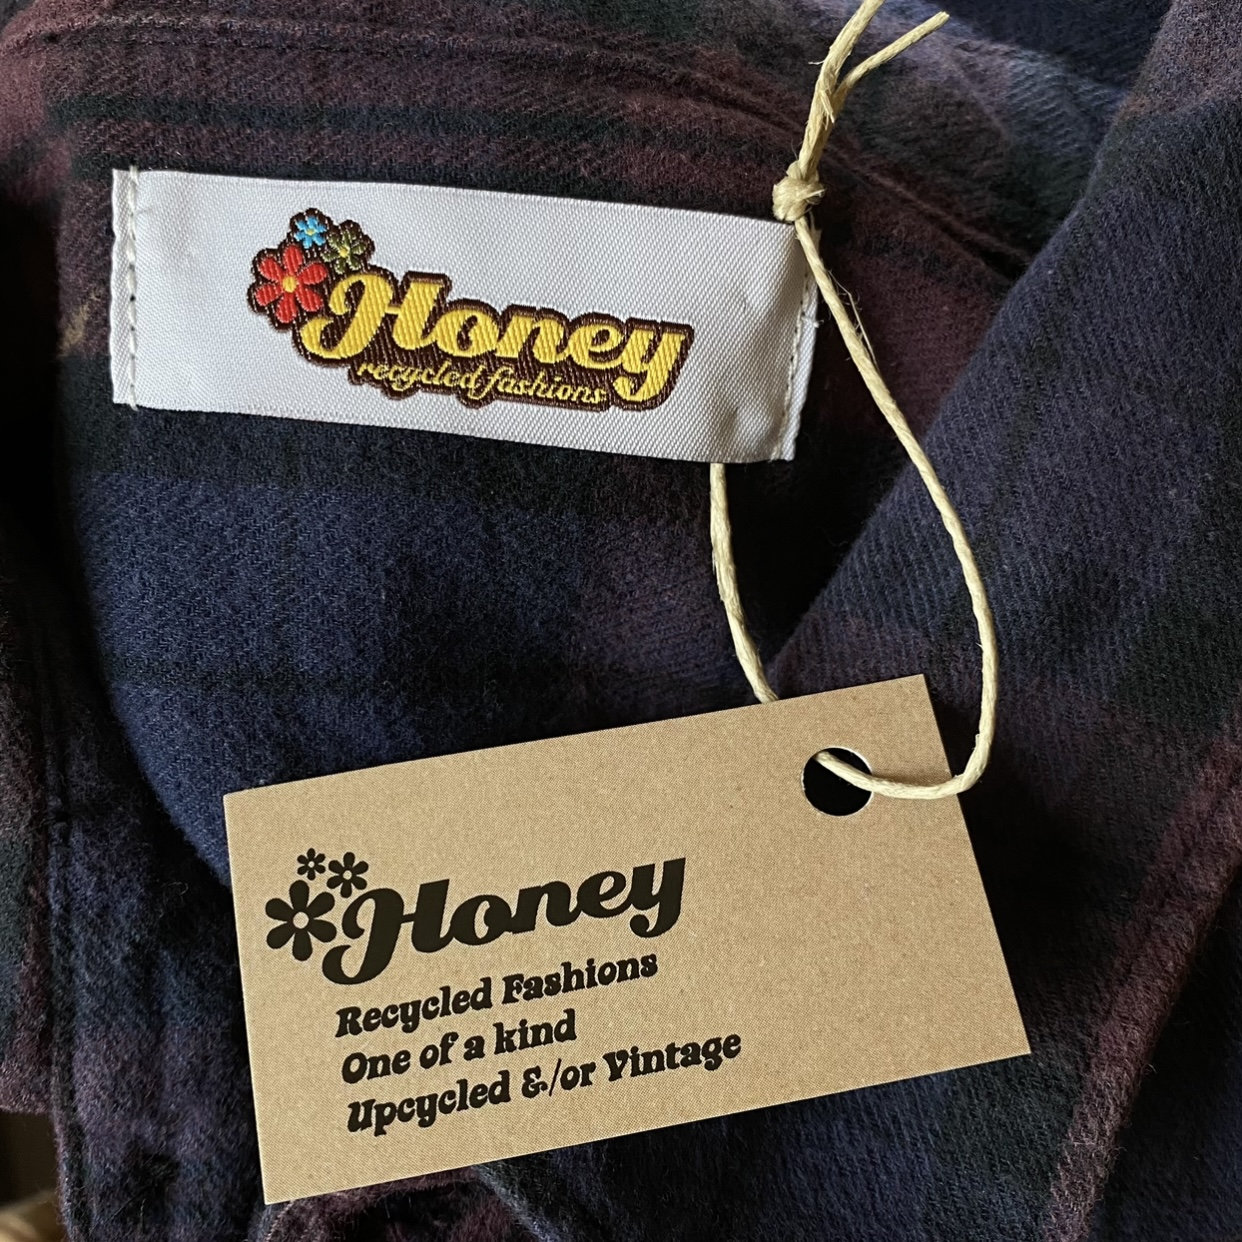 Honey
recycled fashions
Honey
Recycled Fashions
One of a kind
Upcycled &/or Vintage